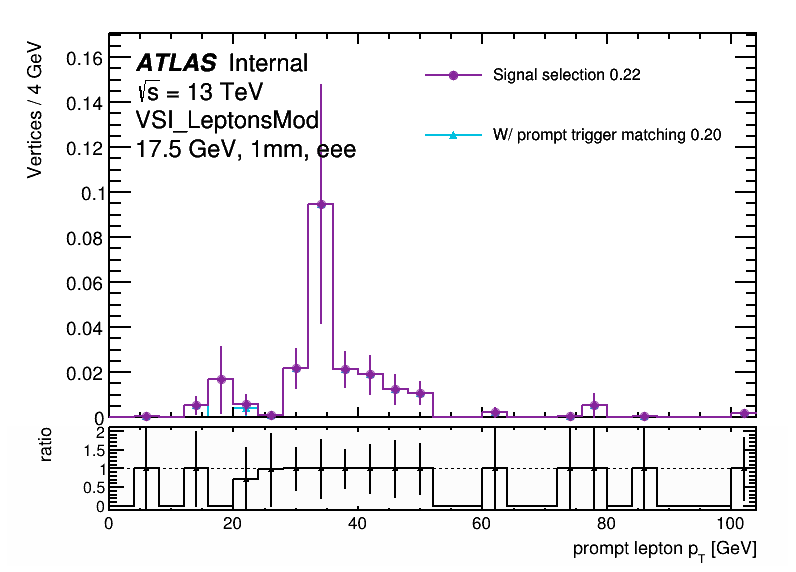 ATLAS Internal
√s = 13 TeV
VSI_LeptonsMod
17.5 GeV, 1mm, eee
Signal selection 0.22
W/ prompt trigger matching 0.20
Vertices / 4 GeV
0.16
0.14
0.12
0.1
0.08
0.06
0.04
0.02
0
ratio
2
1.5
1
0.5
0
0 20 40 60 80 100
prompt lepton pT [GeV]